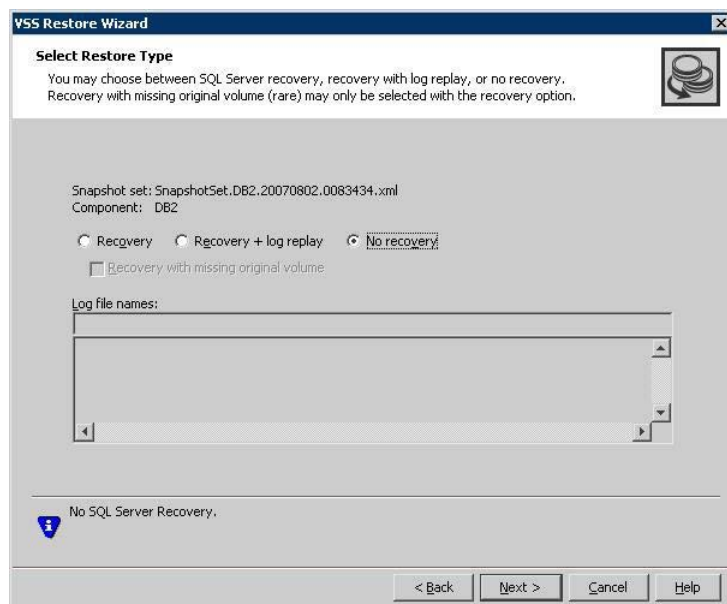 VSS Restore Wizard
Select Restore Type
You may choose between SQL Server recovery, recovery with log replay, or no recovery.
Recovery with missing original volume (rare) may only be selected with the recovery option.
Snapshot set: SnapshotSet.DB2.20070802.0083434.xml
Component: DB2
Recovery Recovery + log replay No recovery
Recovery with missing original volume
Log file names:
No SQL Server Recovery.
< Back Next > Cancel Help